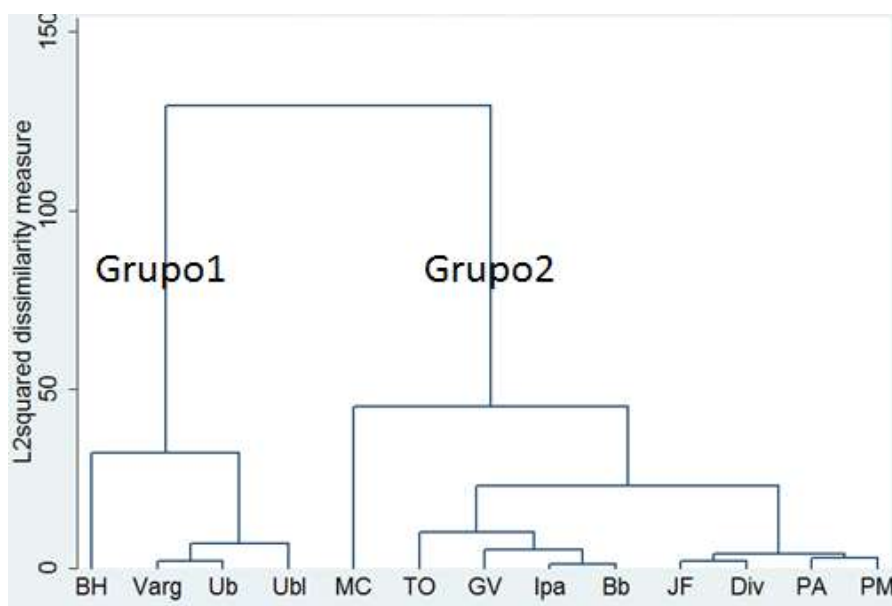 L2squared dissimilarity measure
150
100
50
0
Grupo1 Grupo2
BH Varg Ub Ubl MC TO GV Ipa Bb JF Div PA PM